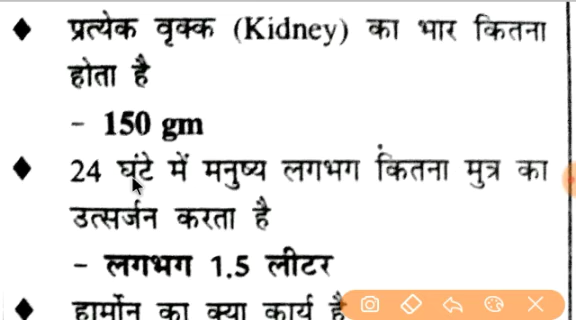 ♦ प्रत्येक वृक्क (Kidney) का भार कितना
होता है
- 150 gm
♦ 24 घंटे में मनुष्य लगभग कितना मुत्र का
उत्सर्जन करता है
- लगभग 1.5 लीटर
♦ हार्मोन का क्या कार्य है